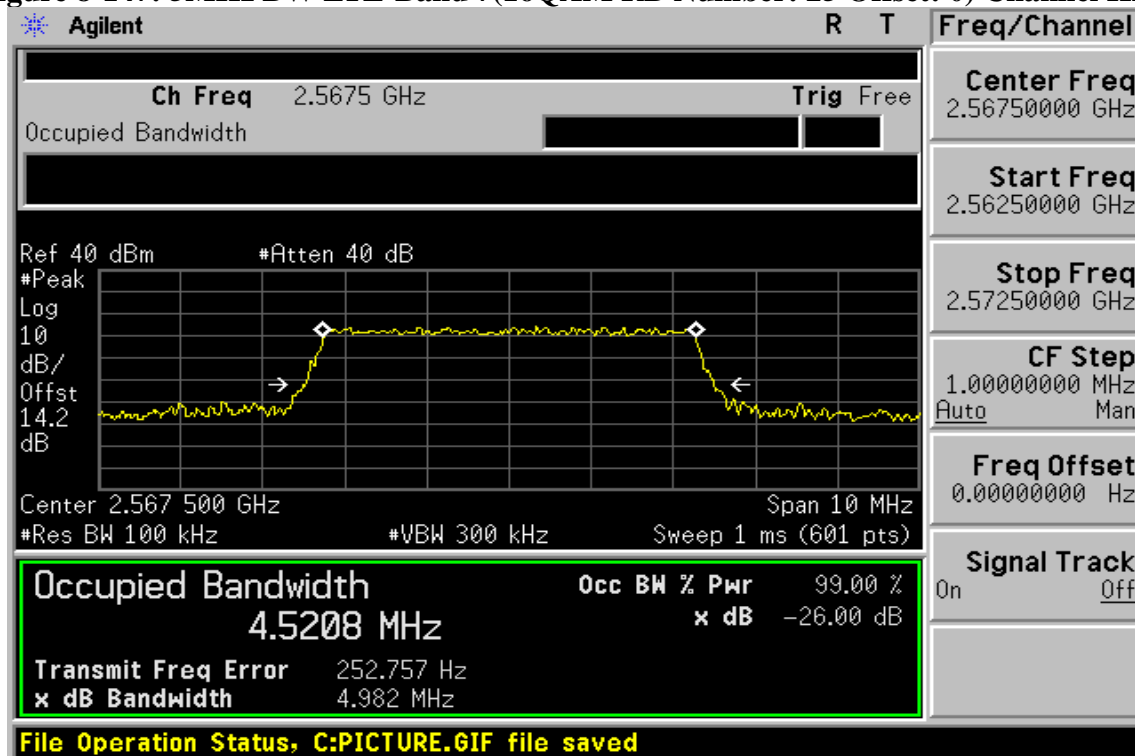 Agilent R T Freq/Channel
Ch Freq 2.5675 GHz Trig Free
Occupied Bandwidth
Center Freq
2.56750000 GHz
Start Freq
2.56250000 GHz
Stop Freq
2.57250000 GHz
CF Step
1.00000000 MHz
Auto Man
Freq Offset
0.00000000 Hz
Signal Track
On Off
Ref 40 dBm #Atten 40 dB
#Peak
Log
10
dB/
Offst
14.2
dB
Center 2.567 500 GHz Span 10 MHz
#Res BW 100 kHz #VBW 300 kHz Sweep 1 ms (601 pts)
Occupied Bandwidth
4.5208 MHz
Occ BW % Pwr 99.00 %
x dB -26.00 dB
Transmit Freq Error 252.757 Hz
x dB Bandwidth 4.982 MHz
File Operation Status, C:PICTURE.GIF file saved